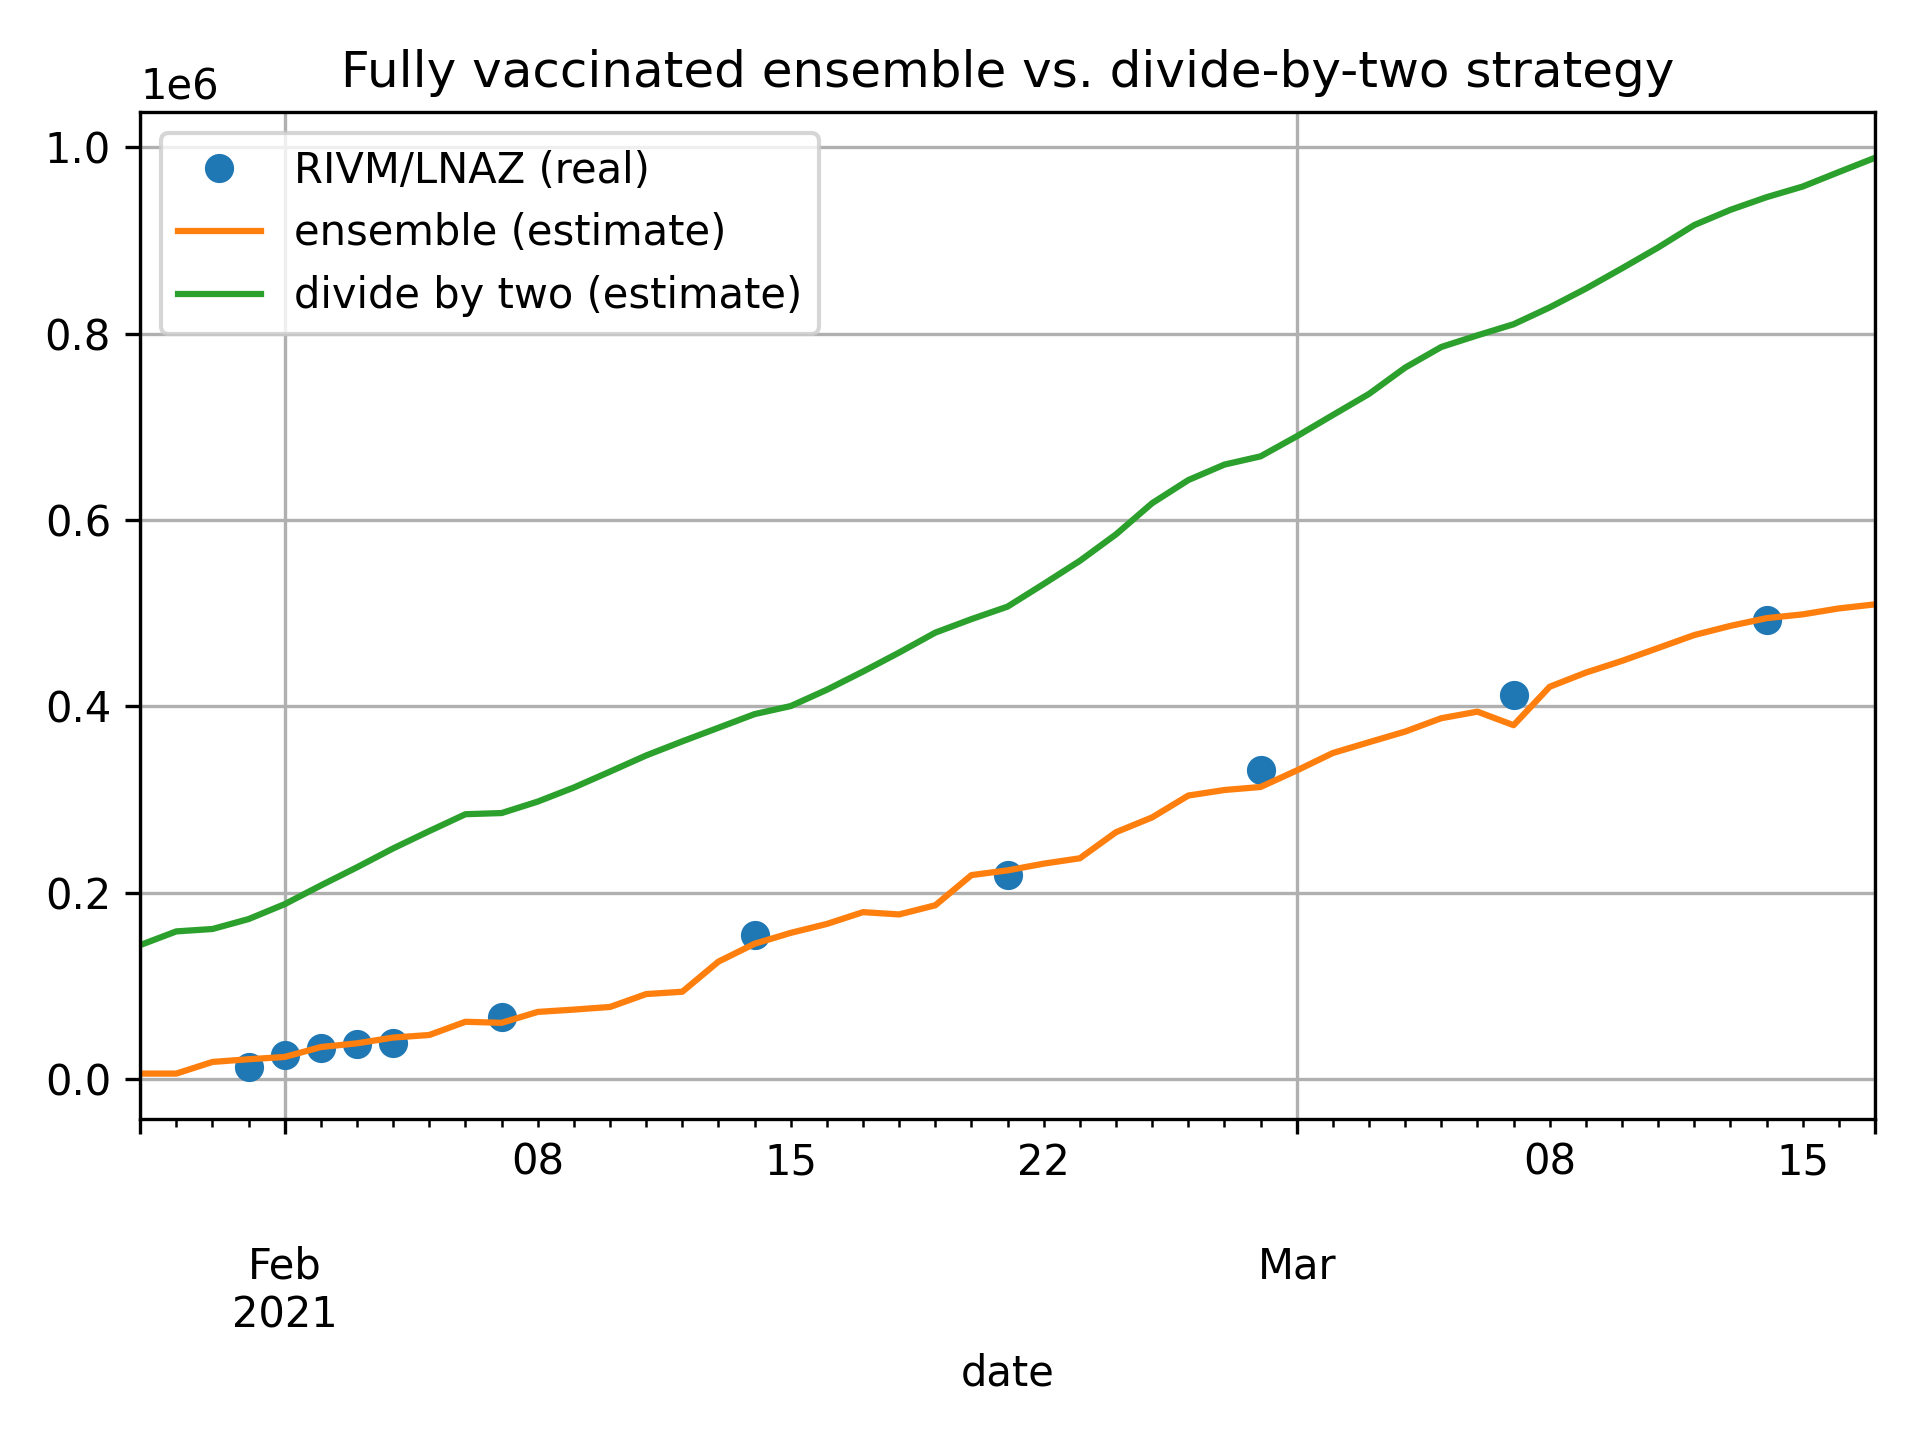 Fully vaccinated ensemble vs. divide-by-two strategy
1e6
RIVM/LNAZ (real)
ensemble (estimate)
divide by two (estimate)
1.0
0.8
0.6
0.4
0.2
0.0
08 15 22 08 15
Feb Mar
2021
date